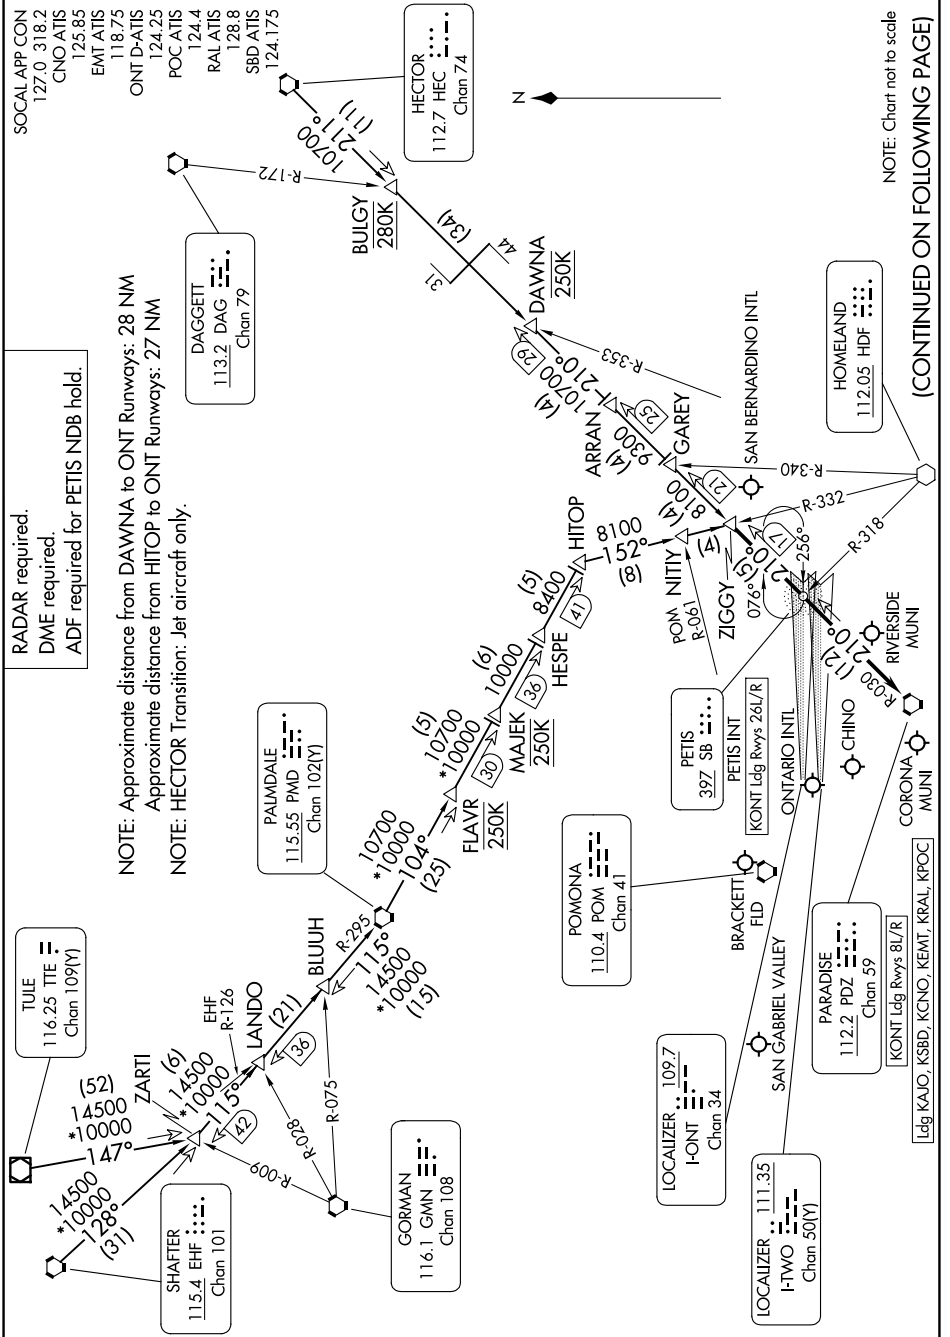 SOCAL APP CON
127.0 318.2
CNO ATIS
125.85
EMT ATIS
118.75
ONT D-ATIS
124.25
POC ATIS
124.4
RAL ATIS
128.8
SBD ATIS
124.175
RADAR required.
DME required.
ADF required for PETIS NDB hold.
NOTE: Approximate distance from DAWNA to ONT Runways: 28 NM
Approximate distance from HITOP to ONT Runways: 27 NM
NOTE: HECTOR Transition: Jet aircraft only.
TULE
116.25 TTE
Chan 109(Y)
(52)
14500
*10000
147°
ZARTI
14500
*10000
128°
(31)
SHAFTER
115.4 EHF
Chan 101
(6)
14500
*10000
115°
42
EHF
R-126
LANDO
(21)
36
R-009
R-028
R-075
GORMAN
116.1 GMN
Chan 108
BLUUH
R-295
115°
14500
*10000
(15)
PALMDALE
115.55 PMD
Chan 102(Y)
10700
*10000
104°
(25)
FLAVR
250K
(5)
10700
*10000
30
MAJEK
250K
(6)
10000
36
HESPE
(5)
8400
41
HITOP
8100
152°
(8)
NITIY
POM
R-061
(4)
ZIGGY
DAGGETT
113.2 DAG
Chan 79
R-172
HECTOR
112.7 HEC
Chan 74
10700
211°
(11)
BULGY
280K
(34)
31
44
DAWNA
250K
29
R-353
210°
10700
(4)
ARRAN
25
9300
(4)
GAREY
21
8100
(4)
SAN BERNARDINO INTL
R-340
R-332
R-318
HOMELAND
112.05 HDF
17
210°
(5)
256°
076°
PETIS
397 SB
PETIS INT
KONT Ldg Rwys 26L/R
ONTARIO INTL
(12)
210°
R-030
RIVERSIDE
MUNI
CHINO
CORONA
MUNI
POMONA
110.4 POM
Chan 41
BRACKETT
FLD
SAN GABRIEL VALLEY
PARADISE
112.2 PDZ
Chan 59
KONT Ldg Rwys 8L/R
Ldg KAJO, KSBD, KCNO, KEMT, KRAL, KPOC
LOCALIZER 109.7
I-ONT
Chan 34
LOCALIZER 111.35
I-TWO
Chan 50(Y)
N
NOTE: Chart not to scale
(CONTINUED ON FOLLOWING PAGE)